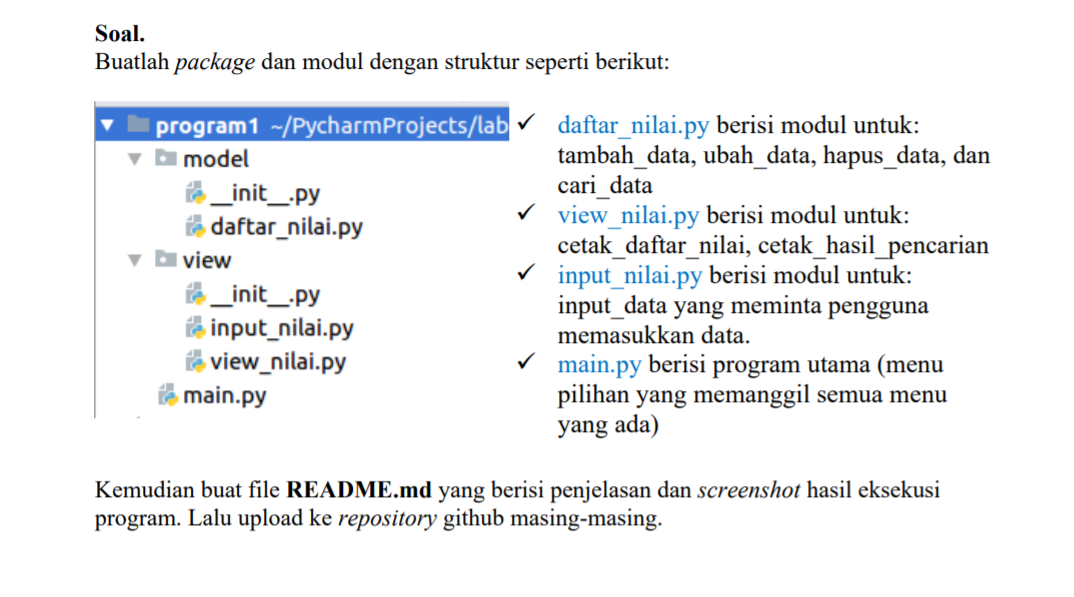 Soal.
Buatlah package dan modul dengan struktur seperti berikut:
program1 ~/PycharmProjects/lab
model
__init__.py
daftar_nilai.py
view
__init__.py
input_nilai.py
view_nilai.py
main.py
✓ daftar_nilai.py berisi modul untuk:
tambah_data, ubah_data, hapus_data, dan
cari_data
✓ view_nilai.py berisi modul untuk:
cetak_daftar_nilai, cetak_hasil_pencarian
✓ input_nilai.py berisi modul untuk:
input_data yang meminta pengguna
memasukkan data.
✓ main.py berisi program utama (menu
pilihan yang memanggil semua menu
yang ada)
Kemudian buat file README.md yang berisi penjelasan dan screenshot hasil eksekusi
program. Lalu upload ke repository github masing-masing.